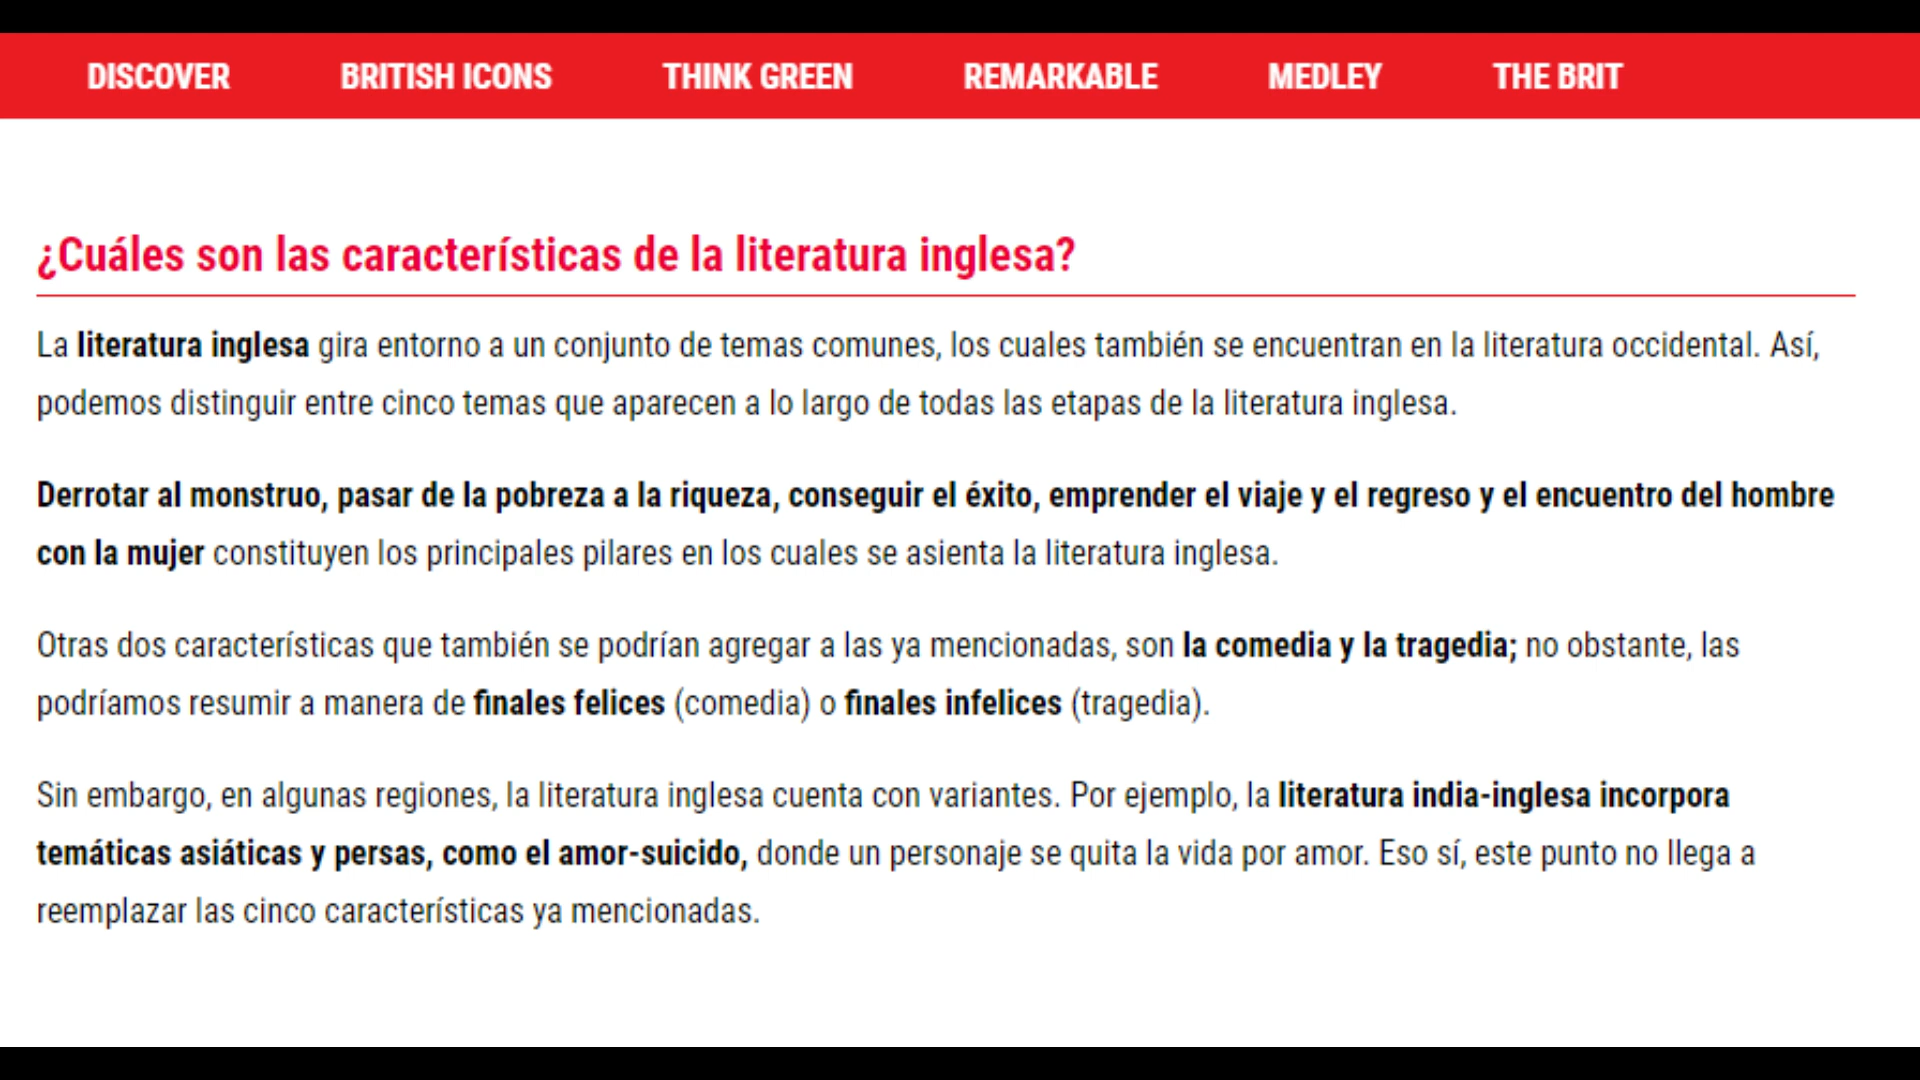 DISCOVER BRITISH ICONS THINK GREEN REMARKABLE MEDLEY THE BRIT
¿Cuáles son las características de la literatura inglesa?
La literatura inglesa gira entorno a un conjunto de temas comunes, los cuales también se encuentran en la literatura occidental. Así,
podemos distinguir entre cinco temas que aparecen a lo largo de todas las etapas de la literatura inglesa.
Derrotar al monstruo, pasar de la pobreza a la riqueza, conseguir el éxito, emprender el viaje y el regreso y el encuentro del hombre
con la mujer constituyen los principales pilares en los cuales se asienta la literatura inglesa.
Otras dos características que también se podrían agregar a las ya mencionadas, son la comedia y la tragedia; no obstante, las
podríamos resumir a manera de finales felices (comedia) o finales infelices (tragedia).
Sin embargo, en algunas regiones, la literatura inglesa cuenta con variantes. Por ejemplo, la literatura india-inglesa incorpora
temáticas asiáticas y persas, como el amor-suicido, donde un personaje se quita la vida por amor. Eso sí, este punto no llega a
reemplazar las cinco características ya mencionadas.